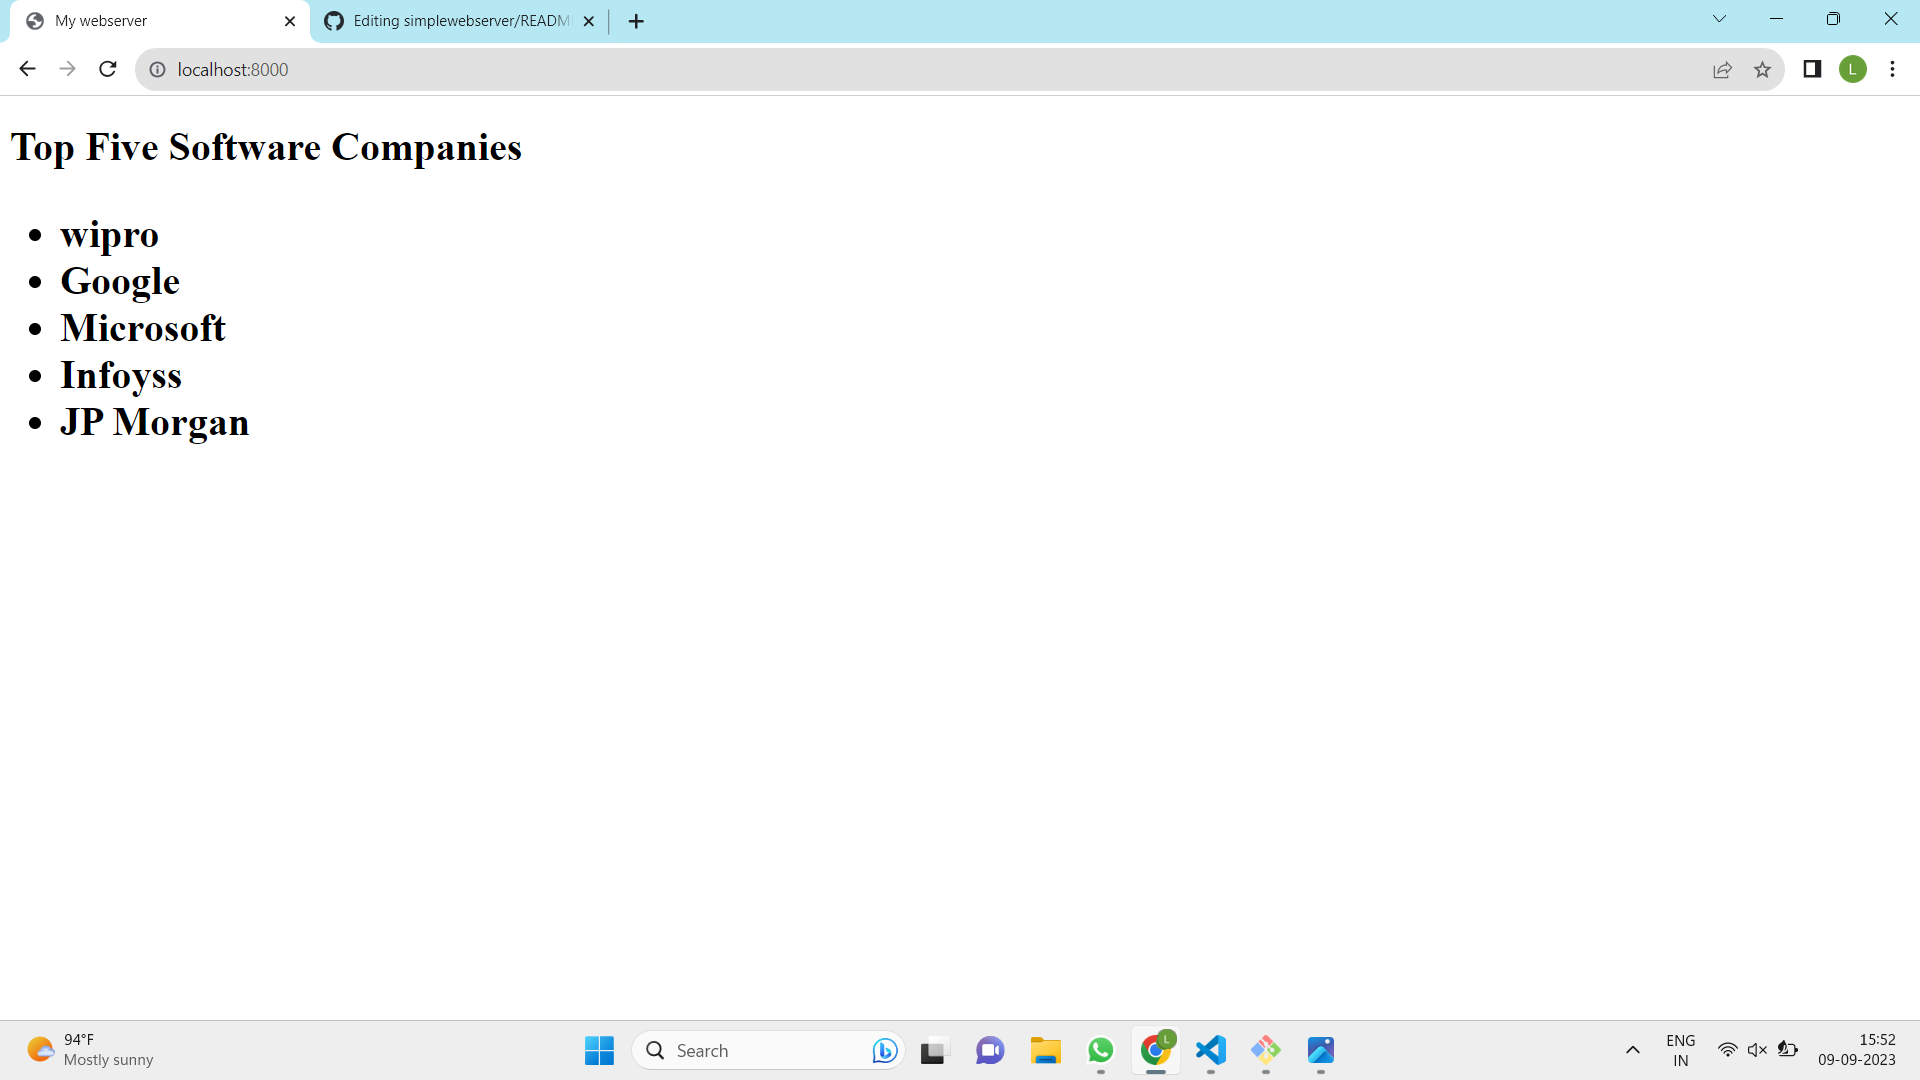 My webserver
Editing simplewebserver/READM
localhost:8000
L
Top Five Software Companies
• wipro
• Google
• Microsoft
• Infoyss
• JP Morgan
94°F
Mostly sunny
Search
L
ENG
IN
15:52
09-09-2023